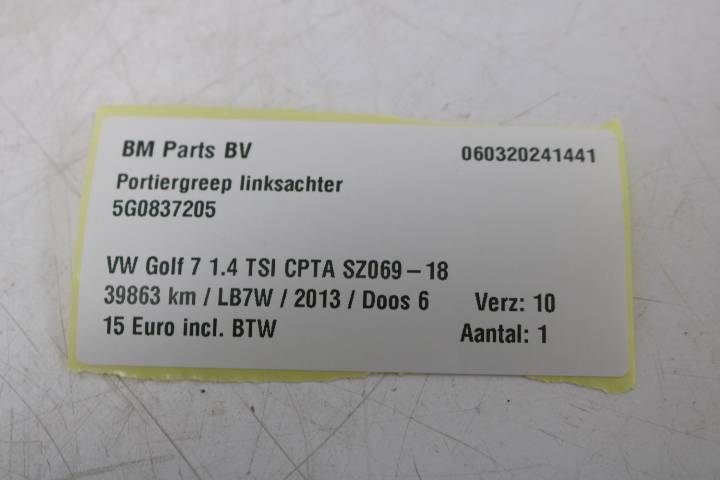 BM Parts BV 060320241441
Portiergreep linksachter
5G0837205
VW Golf 7 1.4 TSI CPTA SZ069-18
39863 km / LB7W / 2013 / Doos 6 Verz: 10
15 Euro incl. BTW Aantal: 1